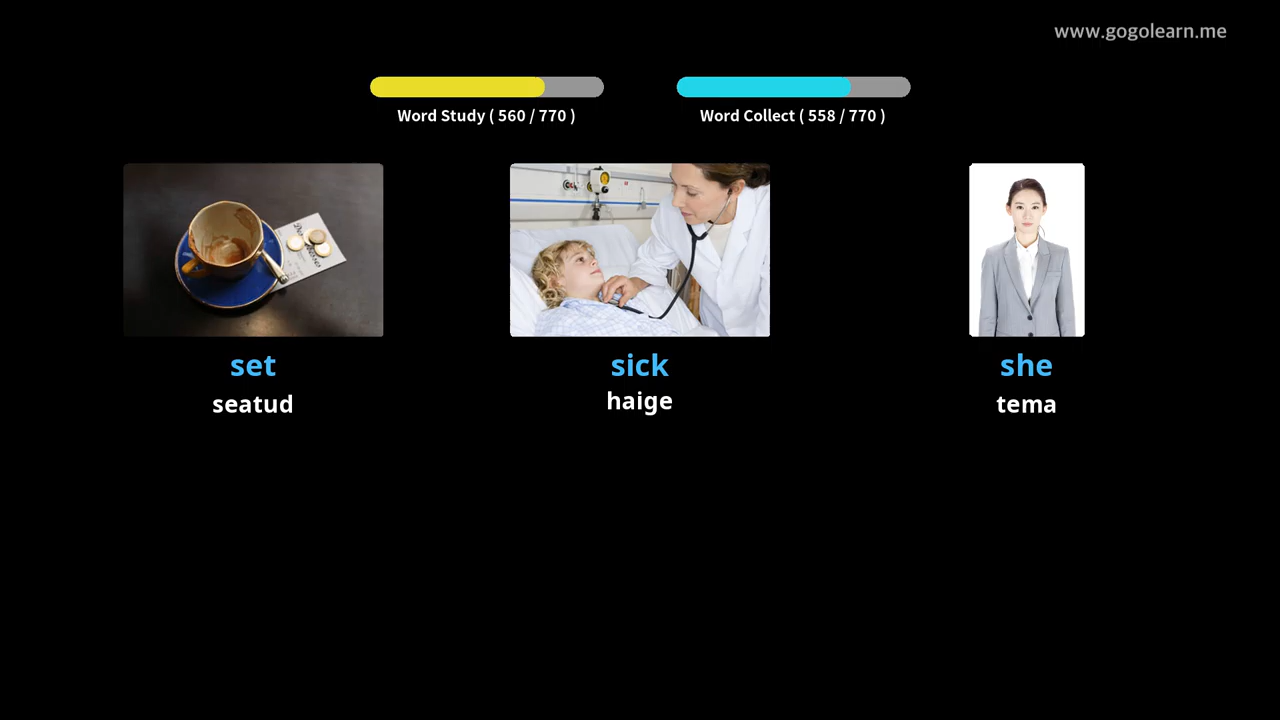 www.gogolearn.me
Word Study ( 560 / 770 )
Word Collect ( 558 / 770 )
set
sick
she
seatud
haige
tema